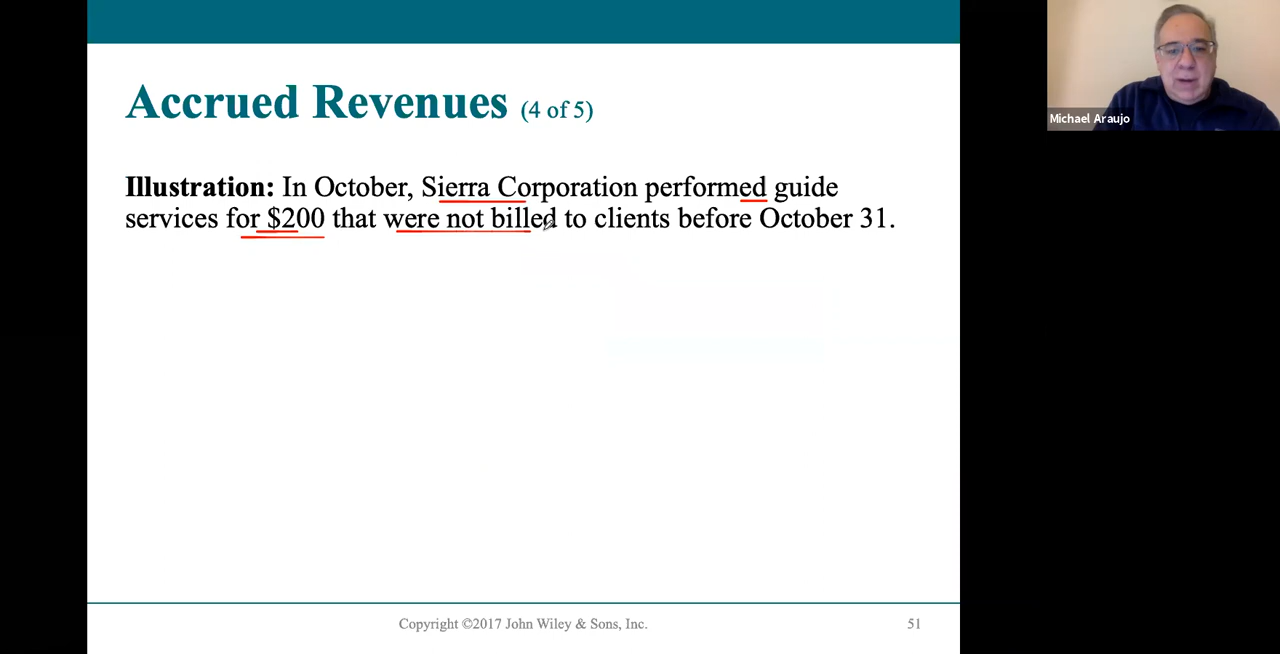 Accrued Revenues (4 of 5)
Illustration: In October, Sierra Corporation performed guide
services for $200 that were not billed to clients before October 31.
Copyright ©2017 John Wiley & Sons, Inc.
51
Michael Araujo